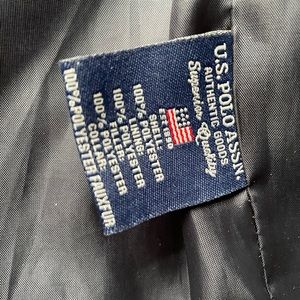 U.S. POLO ASSN.
AUTHENTIC GOODS
Superior Quality
SHELL:
100% POLYESTER
LINING:
100% POLYESTER
FILLER:
100% POLYESTER
COLLAR:
100% POLYESTER FAUX FUR